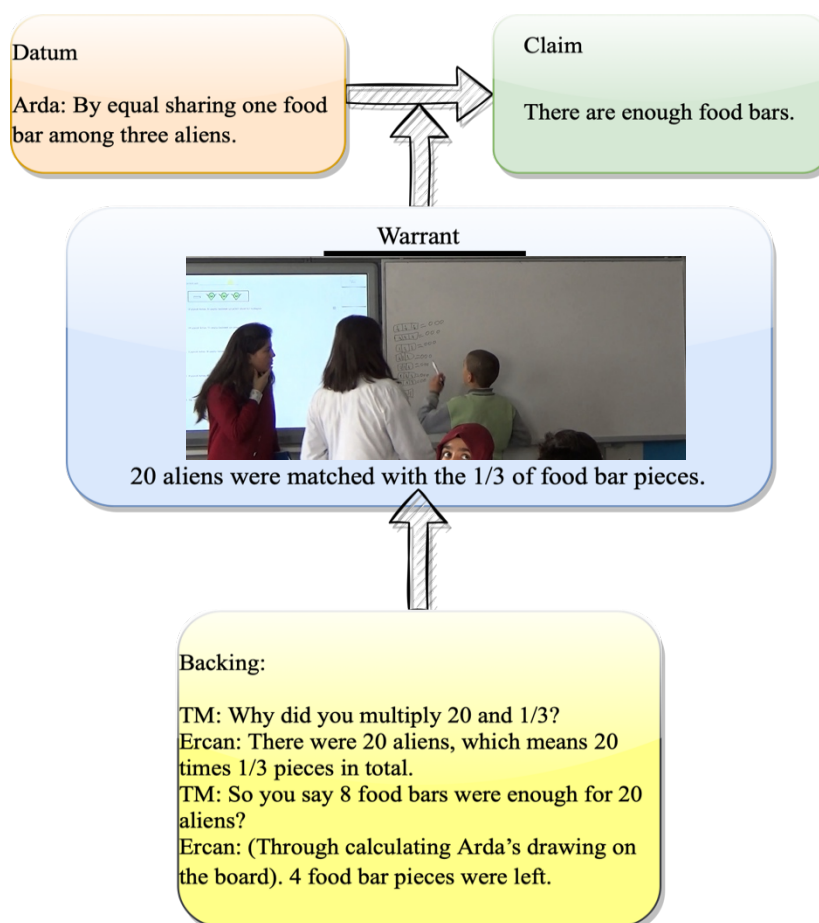 Datum
Arda: By equal sharing one food
bar among three aliens.
Claim
There are enough food bars.
Warrant
20 aliens were matched with the 1/3 of food bar pieces.
Backing:
TM: Why did you multiply 20 and 1/3?
Ercan: There were 20 aliens, which means 20
times 1/3 pieces in total.
TM: So you say 8 food bars were enough for 20
aliens?
Ercan: (Through calculating Arda’s drawing on
the board). 4 food bar pieces were left.